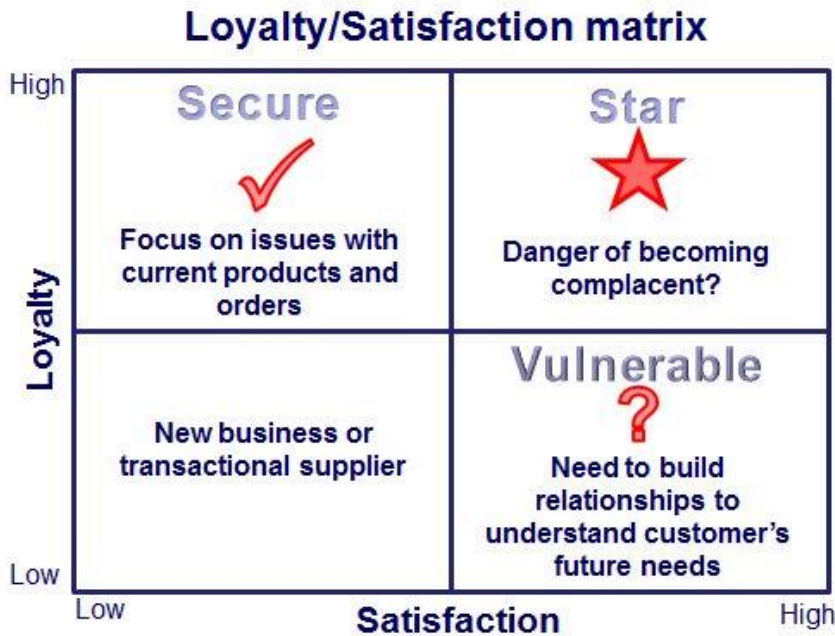 Loyalty/Satisfaction matrix
High
Secure
Focus on issues with
current products and
orders
Star
Danger of becoming
complacent?
Loyalty
New business or
transactional supplier
Vulnerable
?
Need to build
relationships to
understand customer's
future needs
Low
Low
Satisfaction
High